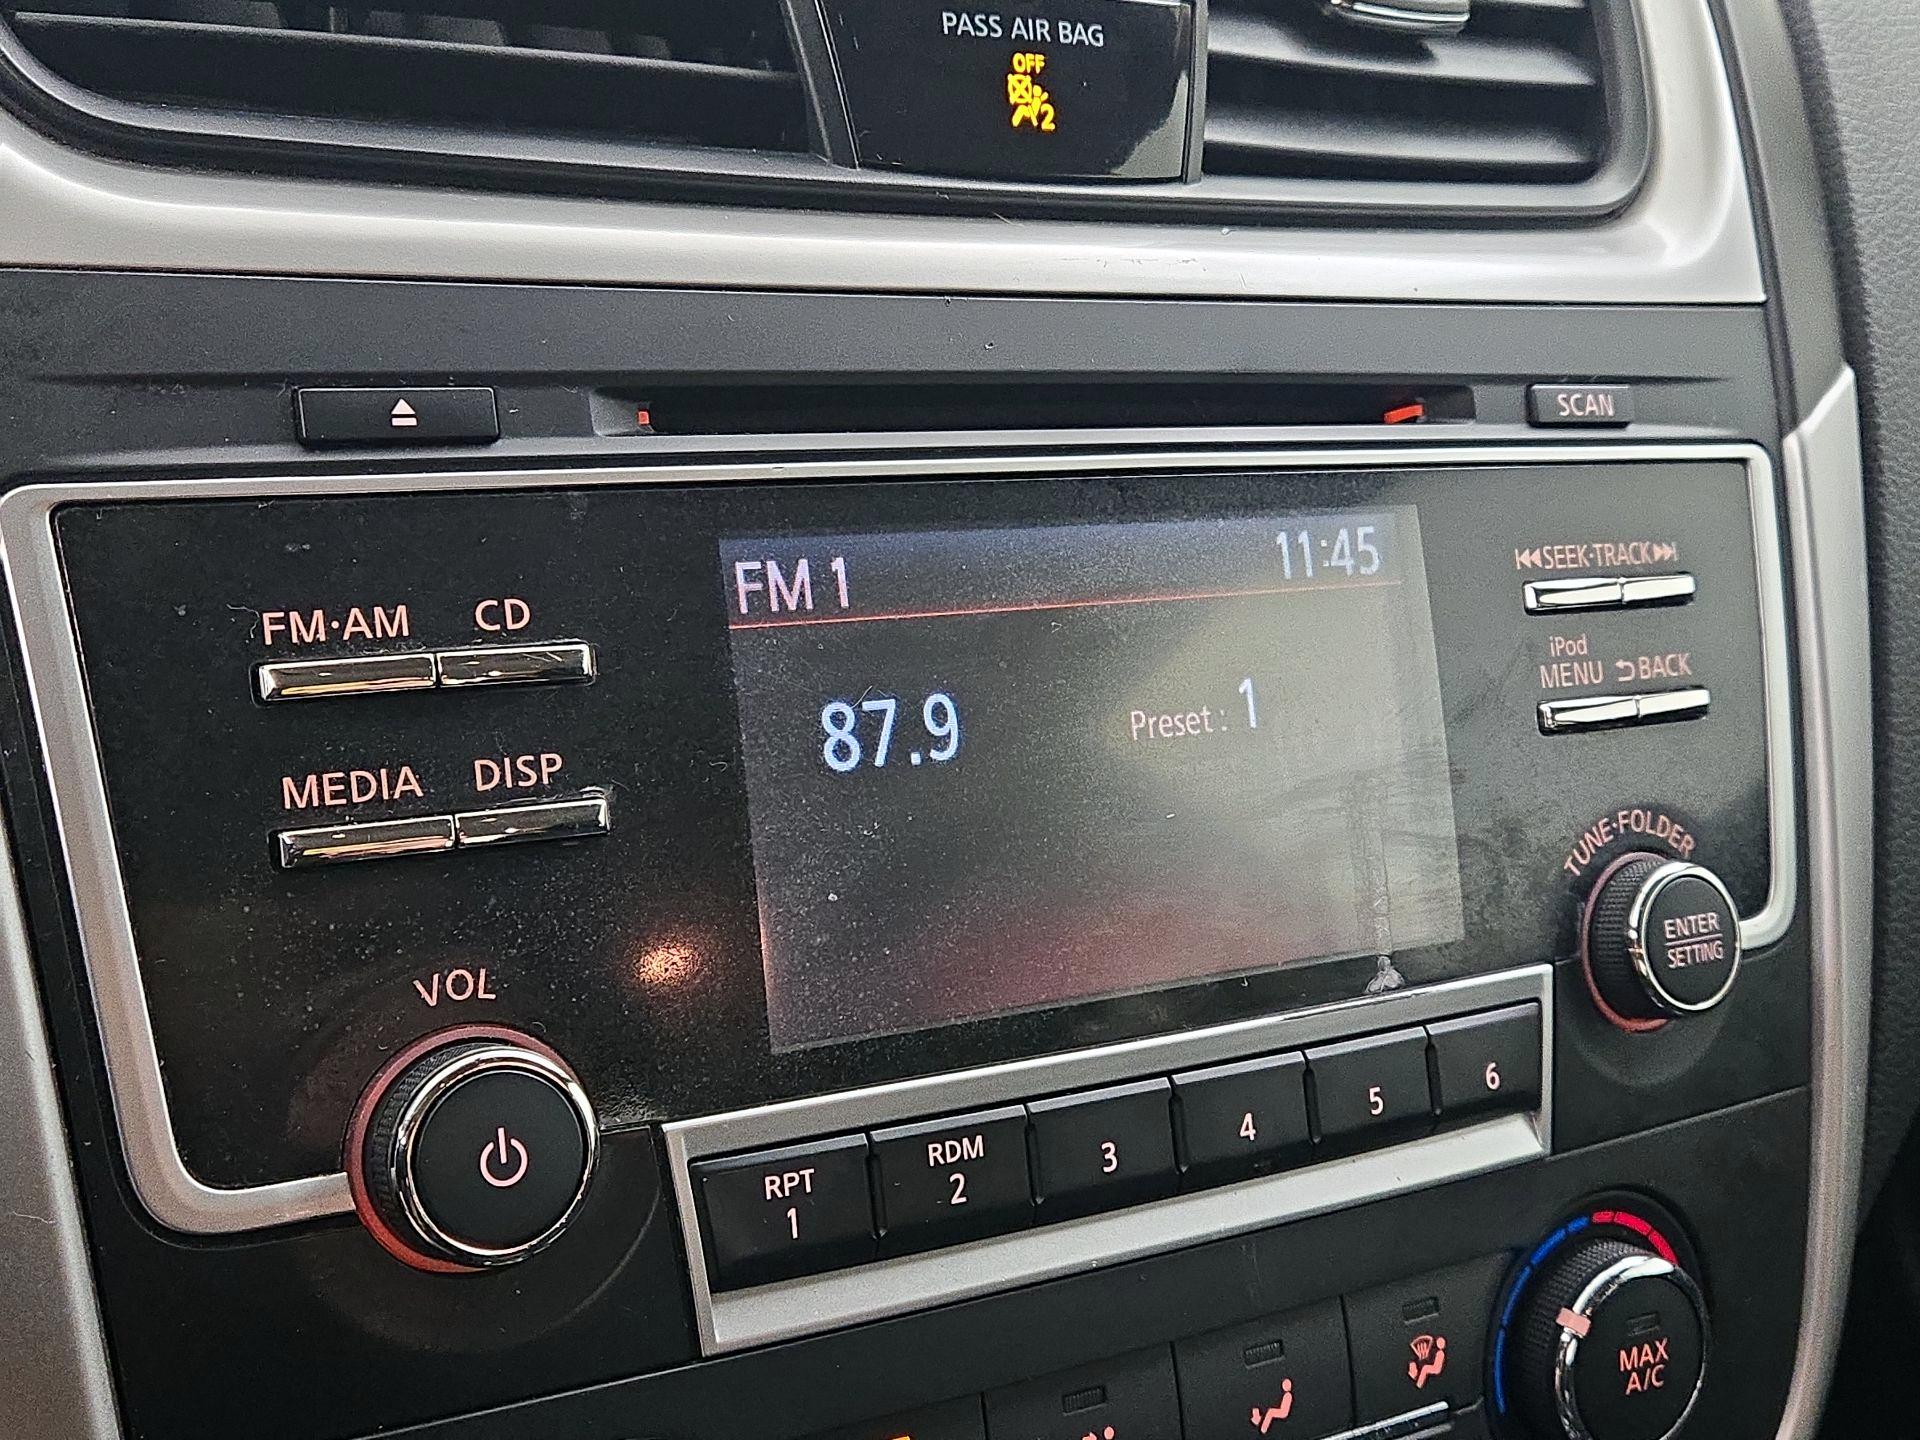 PASS AIR BAG
OFF
2
SCAN
FM 1 11:45
SEEK·TRACK
FM·AM CD
iPod
MENU BACK
87.9 Preset: 1
MEDIA DISP
TUNE·FOLDER
ENTER
SETTING
VOL
RPT
1
RDM
2
3
4
5
6
MAX
A/C